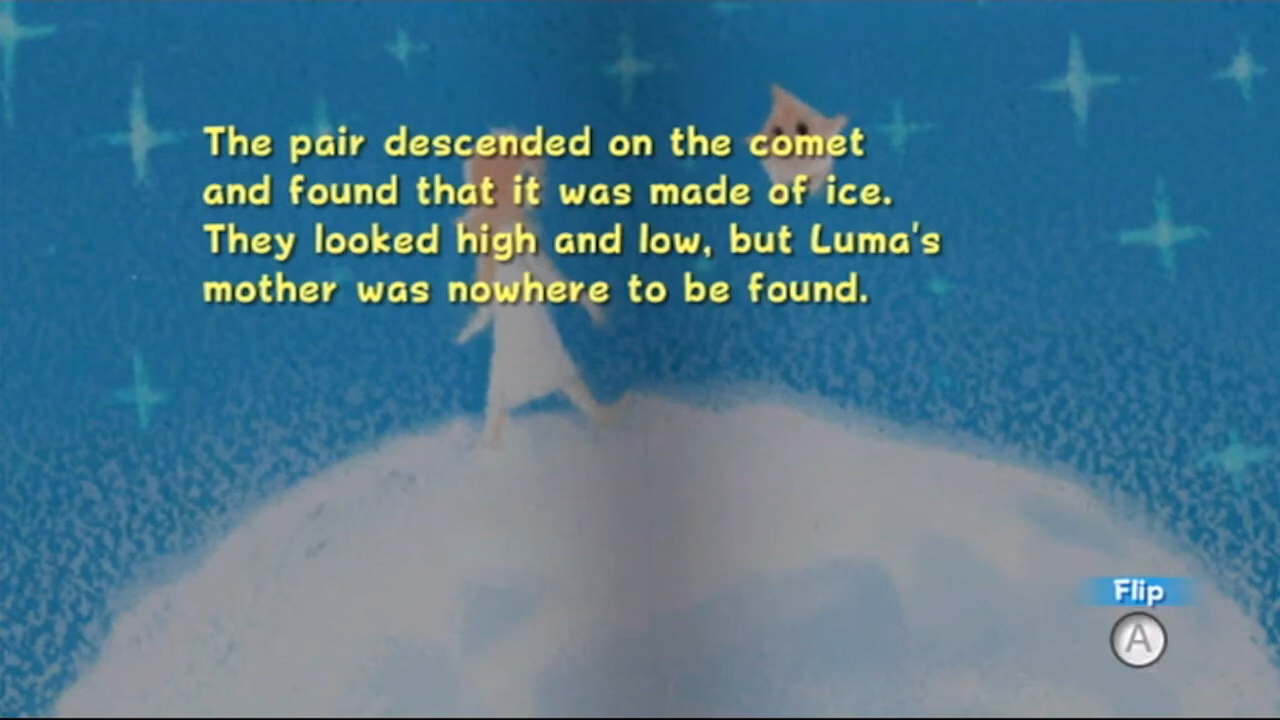 The pair descended on the comet
and found that it was made of ice.
They looked high and low, but Luma's
mother was nowhere to be found.
Flip
A